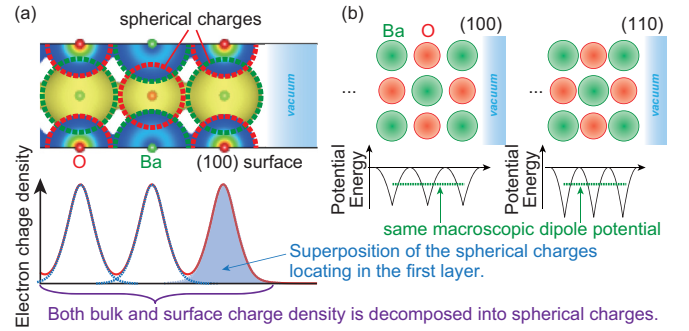 (a)
spherical charges
vacuum
O
Ba
(100) surface
Electron chage density
Superposition of the spherical charges
locating in the first layer.
Both bulk and surface charge density is decomposed into spherical charges.
(b)
Ba
O
(100)
(110)
...
vacuum
...
vacuum
Potential
Energy
Potential
Energy
same macroscopic dipole potential